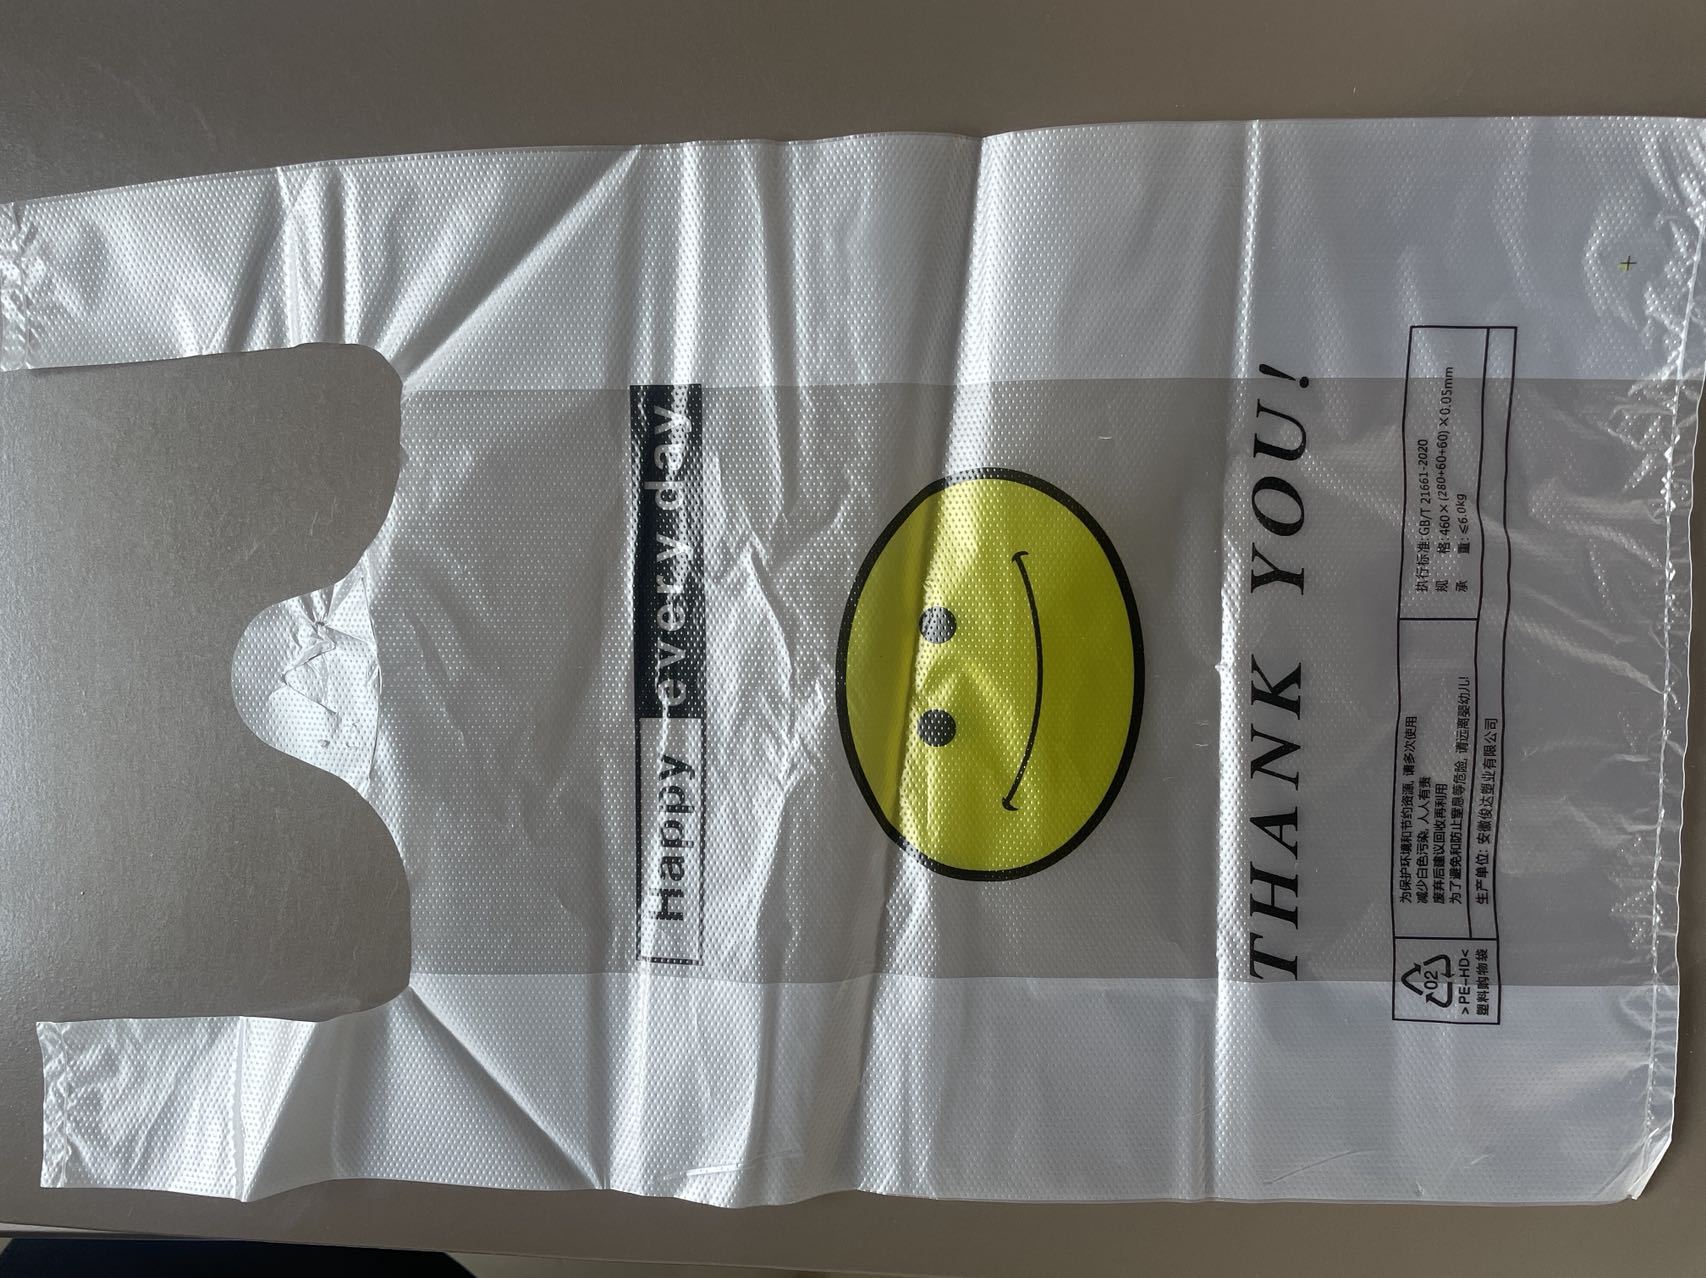 Happy every day
THANK YOU!
02
>PE-HD<
塑料购物袋
为保护环境和节约资源, 请多次使用
减少白色污染, 人人有责
废弃后建议回收再利用
为了避免和防止窒息等危险, 请远离婴幼儿!
执行标准: GB/T 21661-2020
规 格: 460×(280+60+60)×0.05mm
承 重: ≤6.0kg
生产单位: 安徽俊达塑业有限公司